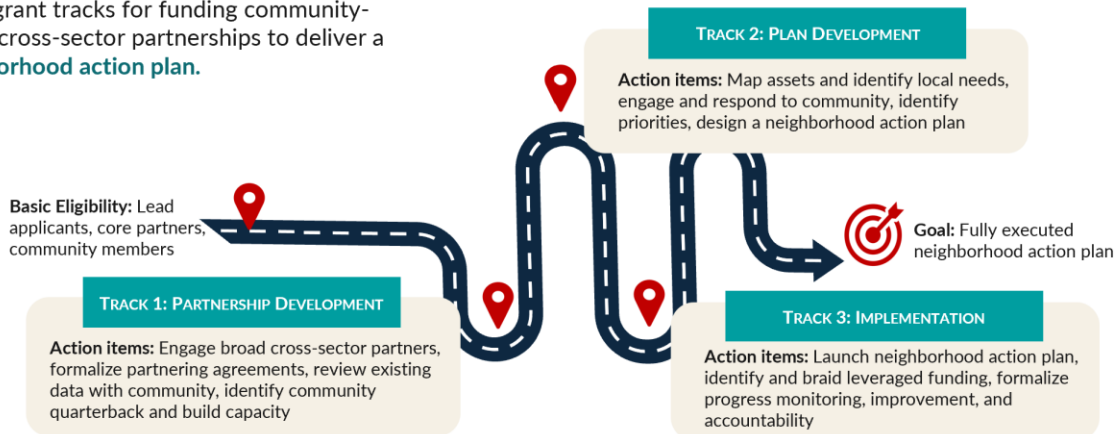 grant tracks for funding community-
cross-sector partnerships to deliver a
orhood action plan.
TRACK 2: PLAN DEVELOPMENT
Action items: Map assets and identify local needs,
engage and respond to community, identify
priorities, design a neighborhood action plan
Basic Eligibility: Lead
applicants, core partners,
community members
Goal: Fully executed
neighborhood action plan
TRACK 1: PARTNERSHIP DEVELOPMENT
Action items: Engage broad cross-sector partners,
formalize partnering agreements, review existing
data with community, identify community
quarterback and build capacity
TRACK 3: IMPLEMENTATION
Action items: Launch neighborhood action plan,
identify and braid leveraged funding, formalize
progress monitoring, improvement, and
accountability